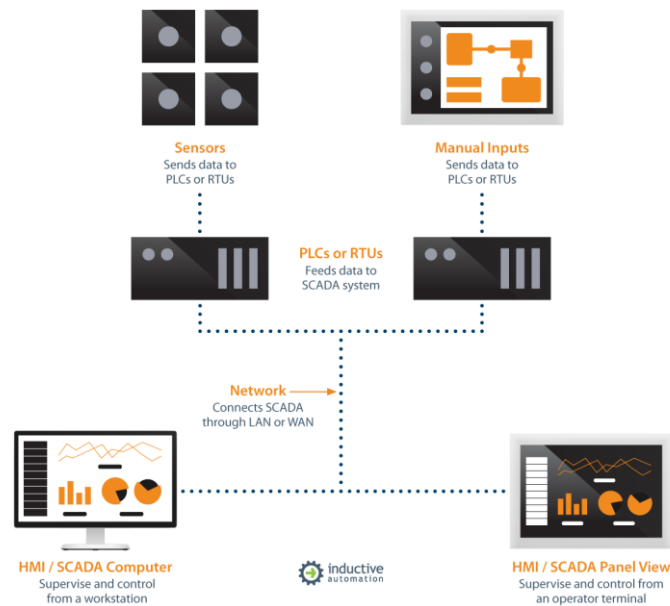 Sensors
Sends data to
PLCs or RTUs
Manual Inputs
Sends data to
PLCs or RTUs
PLCs or RTUs
Feeds data to
SCADA system
Network
Connects SCADA
through LAN or WAN
HMI / SCADA Computer
Supervise and control
from a workstation
inductive
automation
HMI / SCADA Panel View
Supervise and control from
an operator terminal